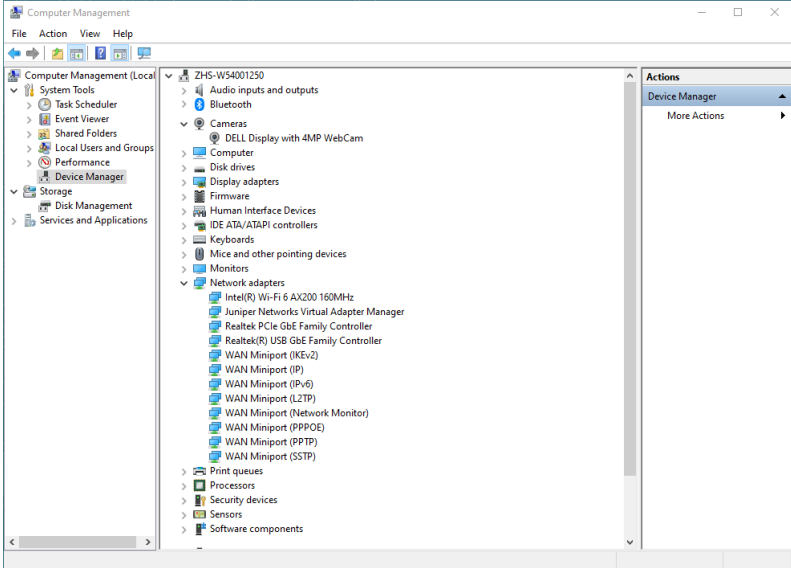 Computer Management
File Action View Help
Computer Management (Local
System Tools
Task Scheduler
Event Viewer
Shared Folders
Local Users and Groups
Performance
Device Manager
Storage
Disk Management
Services and Applications
ZHS-W54001250
Audio inputs and outputs
Bluetooth
Cameras
DELL Display with 4MP WebCam
Computer
Disk drives
Display adapters
Firmware
Human Interface Devices
IDE ATA/ATAPI controllers
Keyboards
Mice and other pointing devices
Monitors
Network adapters
Intel(R) Wi-Fi 6 AX200 160MHz
Juniper Networks Virtual Adapter Manager
Realtek PCIe GbE Family Controller
Realtek(R) USB GbE Family Controller
WAN Miniport (IKEv2)
WAN Miniport (IP)
WAN Miniport (IPv6)
WAN Miniport (L2TP)
WAN Miniport (Network Monitor)
WAN Miniport (PPPOE)
WAN Miniport (PPTP)
WAN Miniport (SSTP)
Print queues
Processors
Security devices
Sensors
Software components
Actions
Device Manager
More Actions